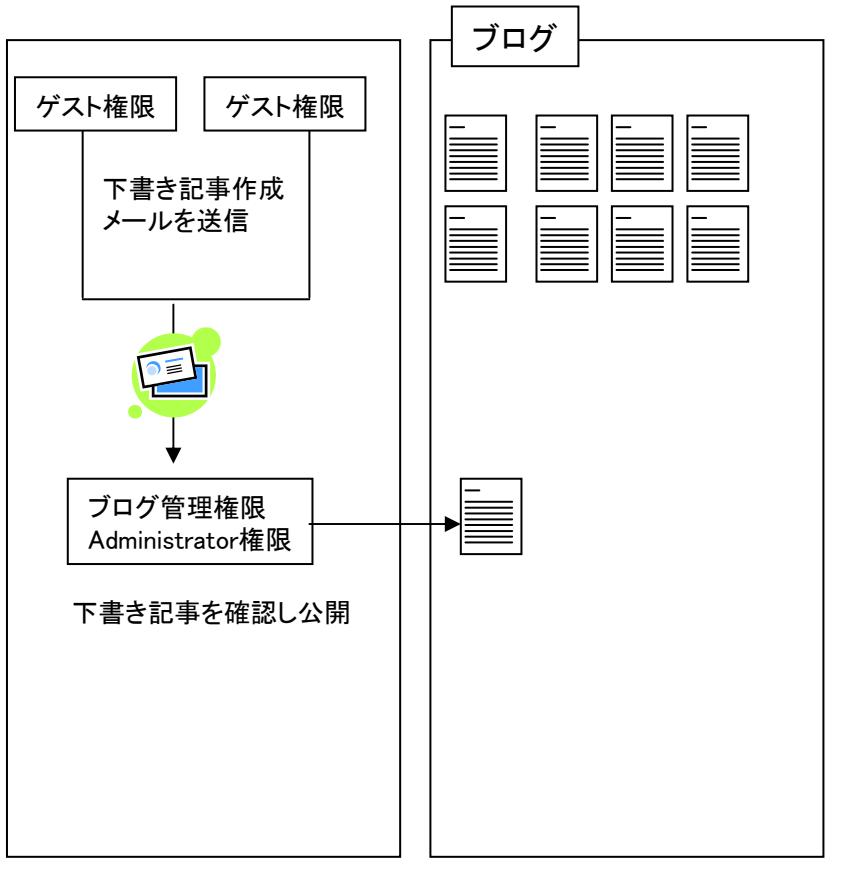 ブログ
ゲスト権限
ゲスト権限
下書き記事作成
メールを送信
ブログ管理権限
Administrator権限
下書き記事を確認し公開